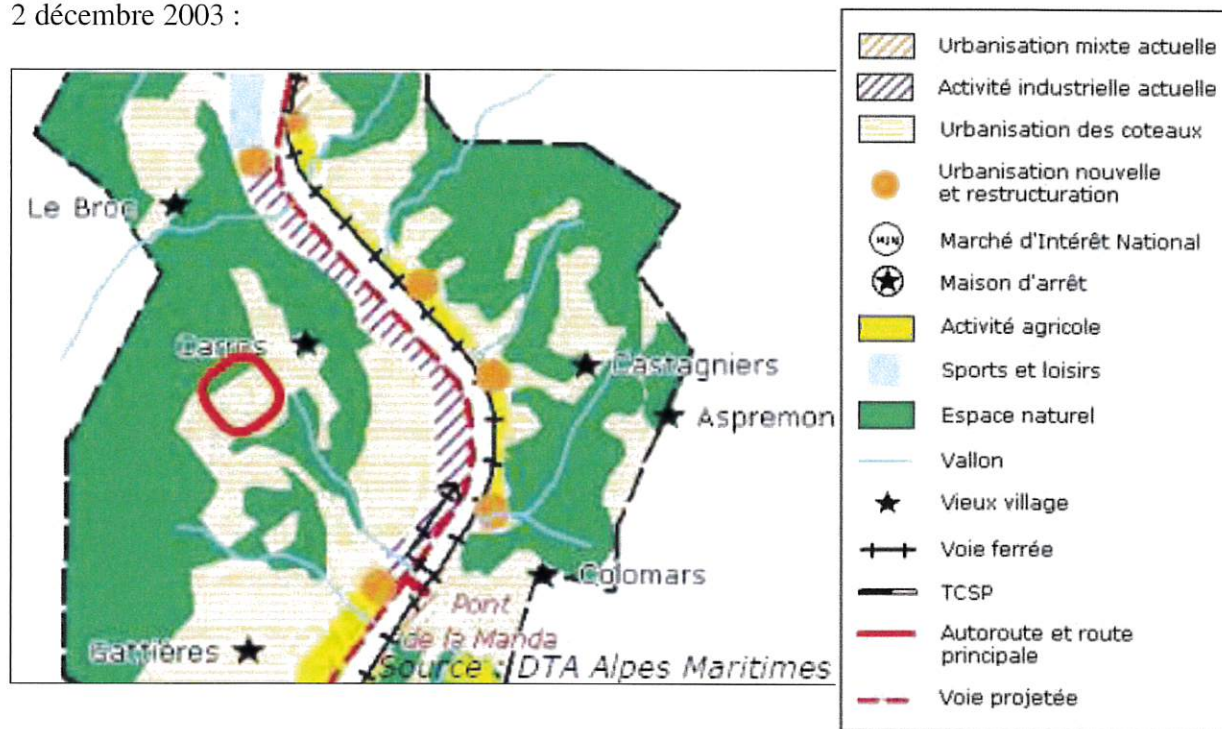 2 décembre 2003 :
Le Broc
Carros
Castagniers
Aspremon
Colomars
Pont
de la Manda
Gattières
Source : DTA Alpes Maritimes
Urbanisation mixte actuelle
Activité industrielle actuelle
Urbanisation des coteaux
Urbanisation nouvelle
et restructuration
MIN
Marché d'Intérêt National
Maison d'arrêt
Activité agricole
Sports et loisirs
Espace naturel
Vallon
Vieux village
Voie ferrée
TCSP
Autoroute et route
principale
Voie projetée